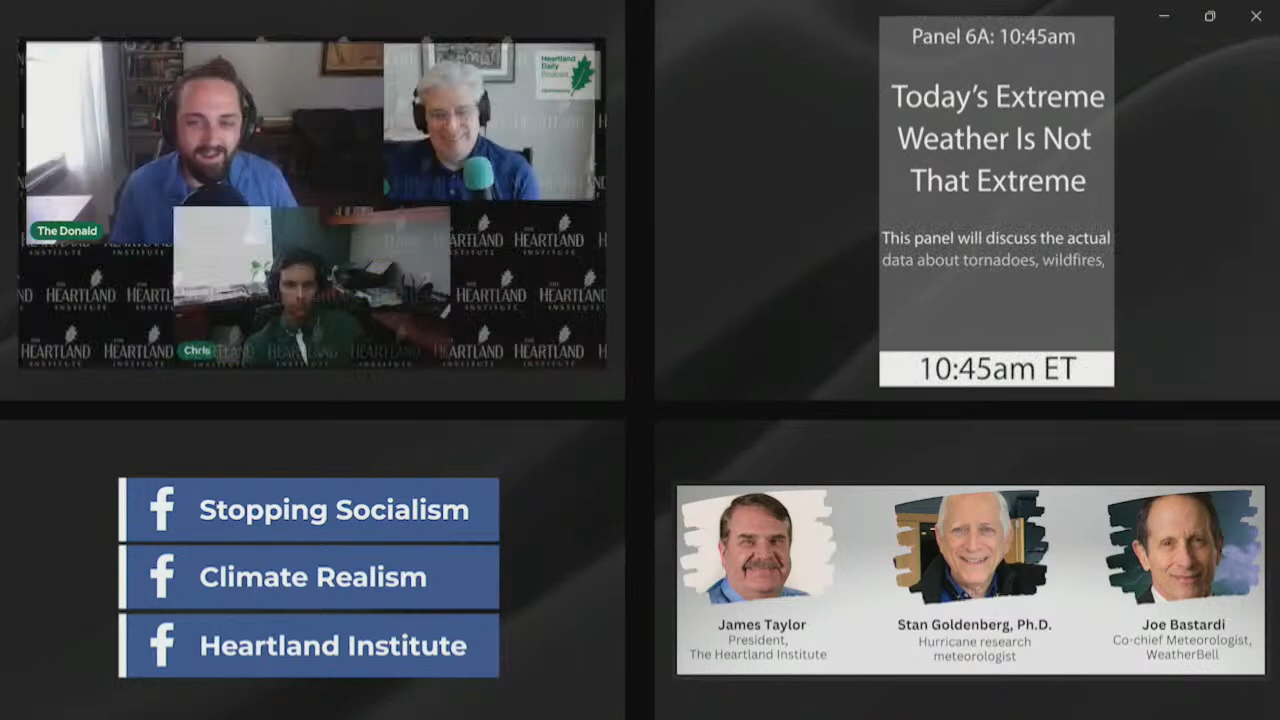 Heartland
Daily
Podcast
The Donald
Chris
THE
HEARTLAND
INSTITUTE
Panel 6A: 10:45am
Today's Extreme
Weather Is Not
That Extreme
This panel will discuss the actual
data about tornadoes, wildfires,
10:45am ET
Stopping Socialism
Climate Realism
Heartland Institute
James Taylor
President,
The Heartland Institute
Stan Goldenberg, Ph.D.
Hurricane research
meteorologist
Joe Bastardi
Co-chief Meteorologist,
WeatherBell